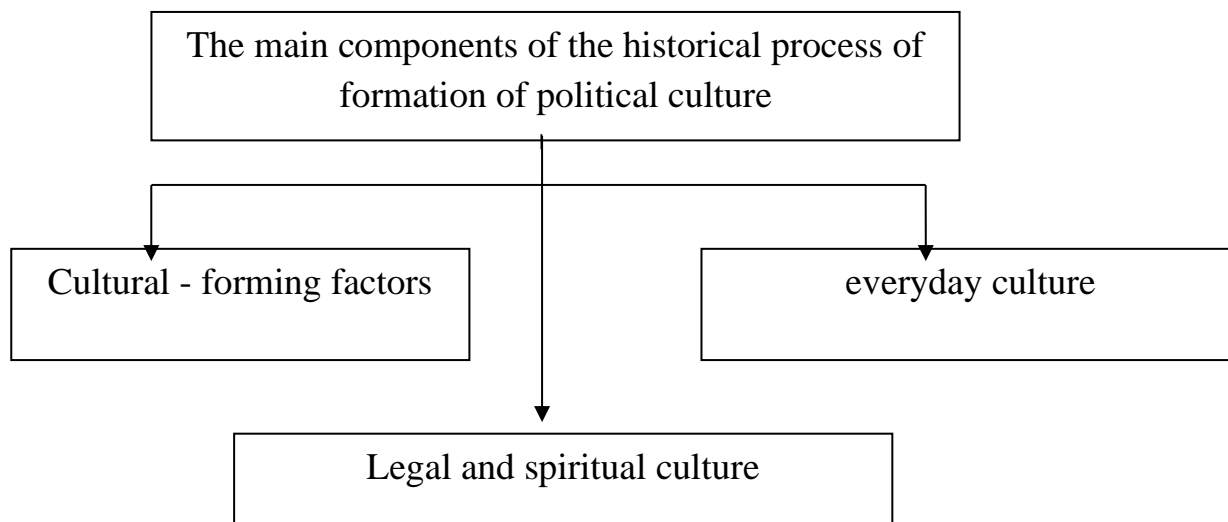 The main components of the historical process of
formation of political culture
Cultural - forming factors
everyday culture
Legal and spiritual culture